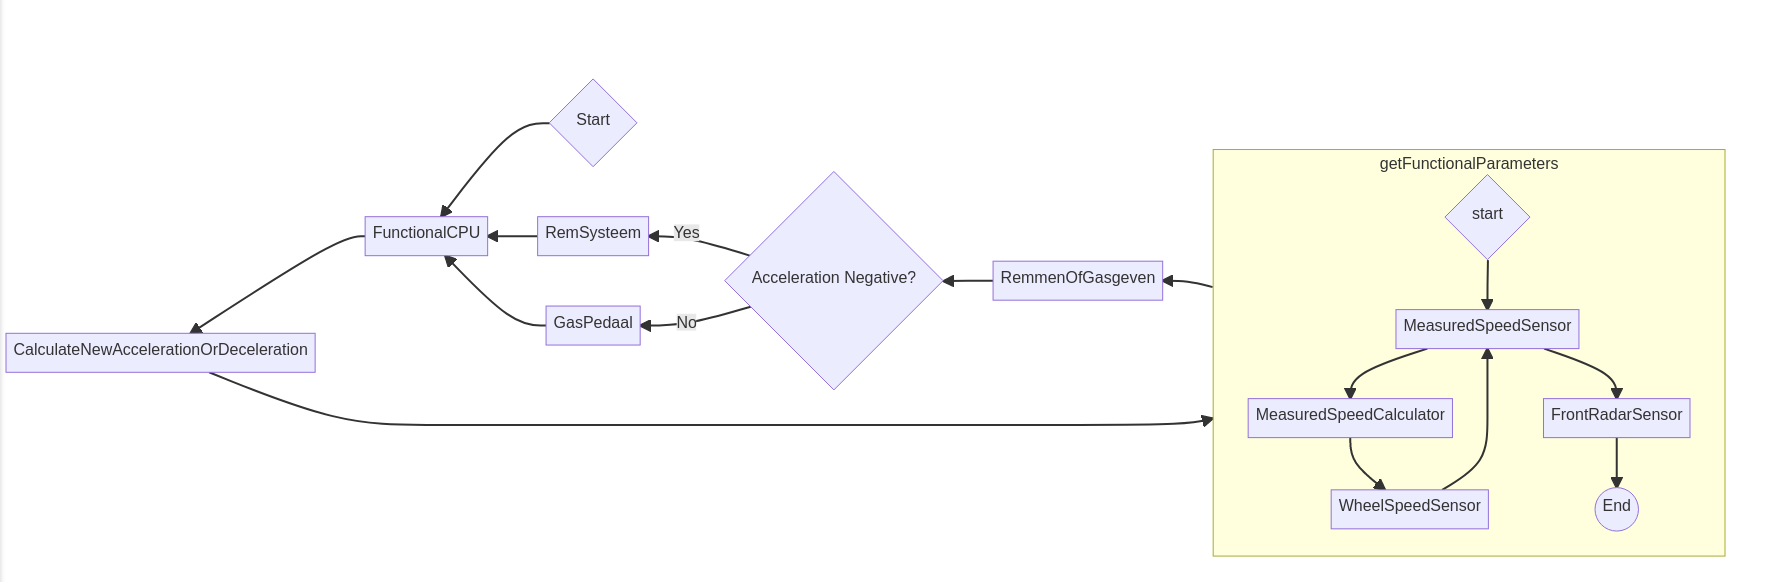 Start
getFunctionalParameters
start
FunctionalCPU
RemSysteem
Yes
Acceleration Negative?
RemmenOfGasgeven
GasPedaal
No
MeasuredSpeedSensor
CalculateNewAccelerationOrDeceleration
MeasuredSpeedCalculator
FrontRadarSensor
WheelSpeedSensor
End